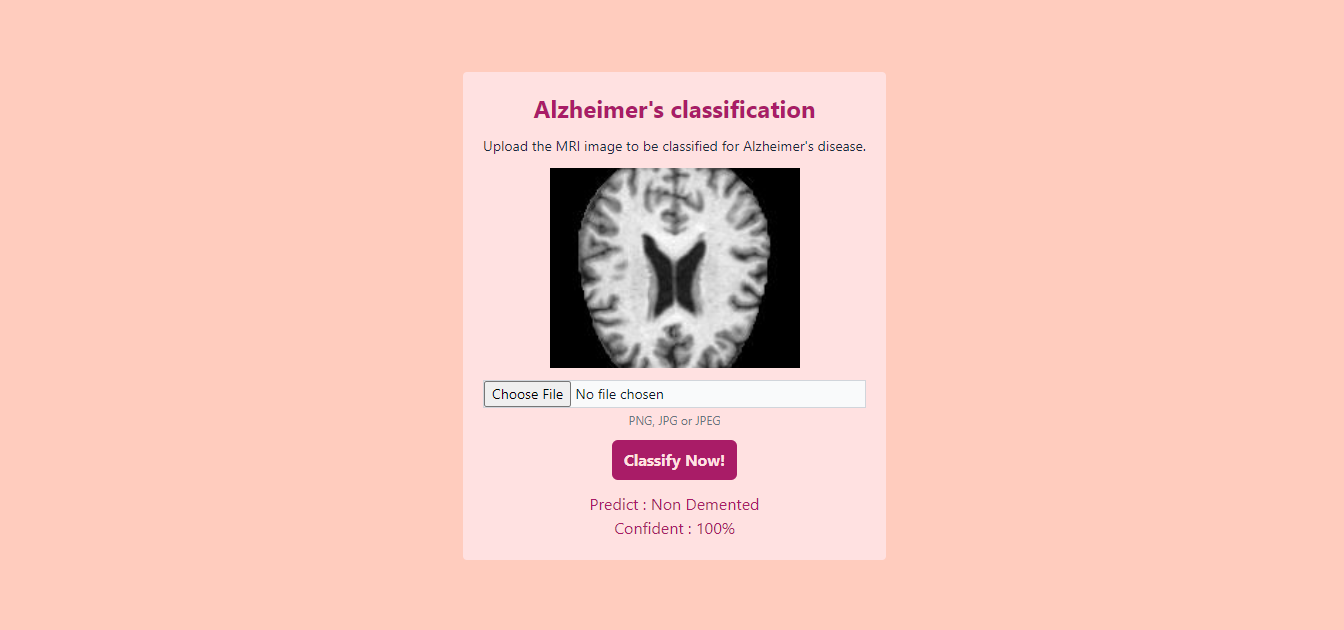 Alzheimer's classification
Upload the MRI image to be classified for Alzheimer's disease.
Choose File No file chosen
PNG, JPG or JPEG
Classify Now!
Predict : Non Demented
Confident : 100%